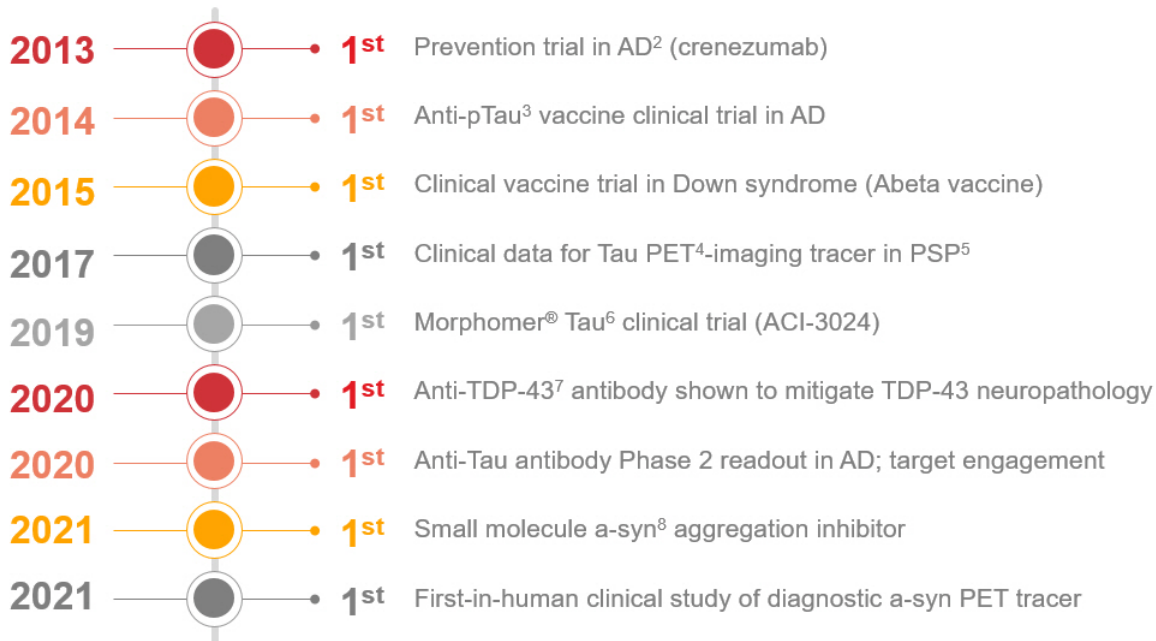 2013 1st Prevention trial in AD² (crenezumab)
2014 1st Anti-pTau³ vaccine clinical trial in AD
2015 1st Clinical vaccine trial in Down syndrome (Abeta vaccine)
2017 1st Clinical data for Tau PET⁴-imaging tracer in PSP⁵
2019 1st Morphomer® Tau⁶ clinical trial (ACI-3024)
2020 1st Anti-TDP-43⁷ antibody shown to mitigate TDP-43 neuropathology
2020 1st Anti-Tau antibody Phase 2 readout in AD; target engagement
2021 1st Small molecule a-syn⁸ aggregation inhibitor
2021 1st First-in-human clinical study of diagnostic a-syn PET tracer